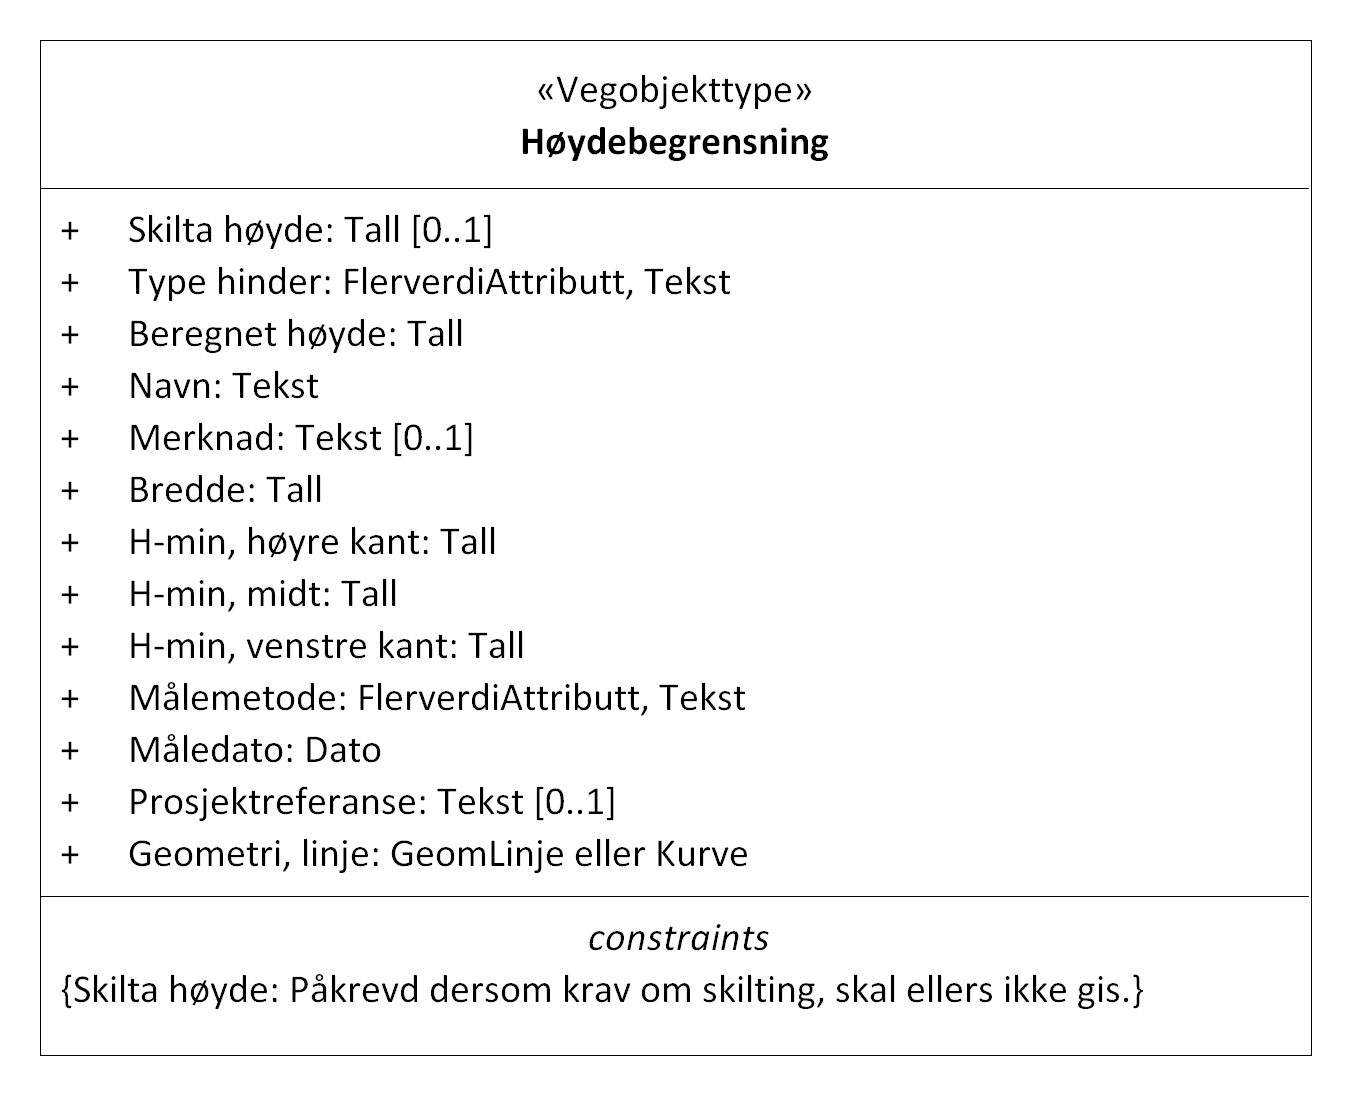 «Vegobjekttype»
Høydebegrensning
+ Skilta høyde: Tall [0..1]
+ Type hinder: FlerverdiAttributt, Tekst
+ Beregnet høyde: Tall
+ Navn: Tekst
+ Merknad: Tekst [0..1]
+ Bredde: Tall
+ H-min, høyre kant: Tall
+ H-min, midt: Tall
+ H-min, venstre kant: Tall
+ Målemetode: FlerverdiAttributt, Tekst
+ Måledato: Dato
+ Prosjektreferanse: Tekst [0..1]
+ Geometri, linje: GeomLinje eller Kurve
constraints
{Skilta høyde: Påkrevd dersom krav om skilting, skal ellers ikke gis.}